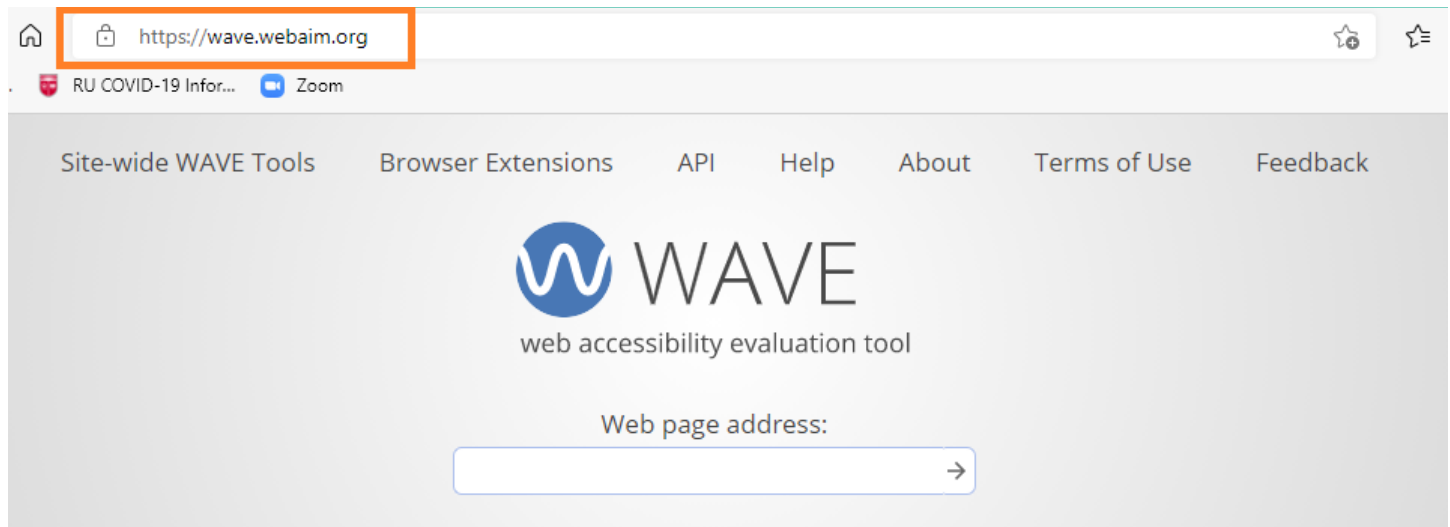 https://wave.webaim.org
RU COVID-19 Infor... Zoom
Site-wide WAVE Tools Browser Extensions API Help About Terms of Use Feedback
WAVE
web accessibility evaluation tool
Web page address: